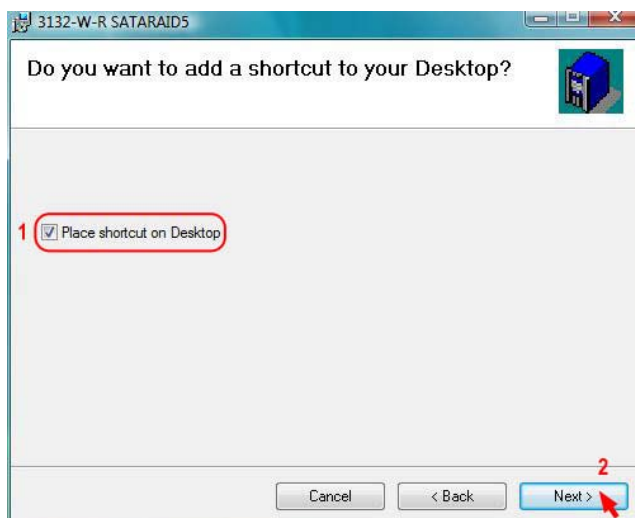 3132-W-R SATARAID5
Do you want to add a shortcut to your Desktop?
1
Place shortcut on Desktop
2
Cancel
< Back
Next >